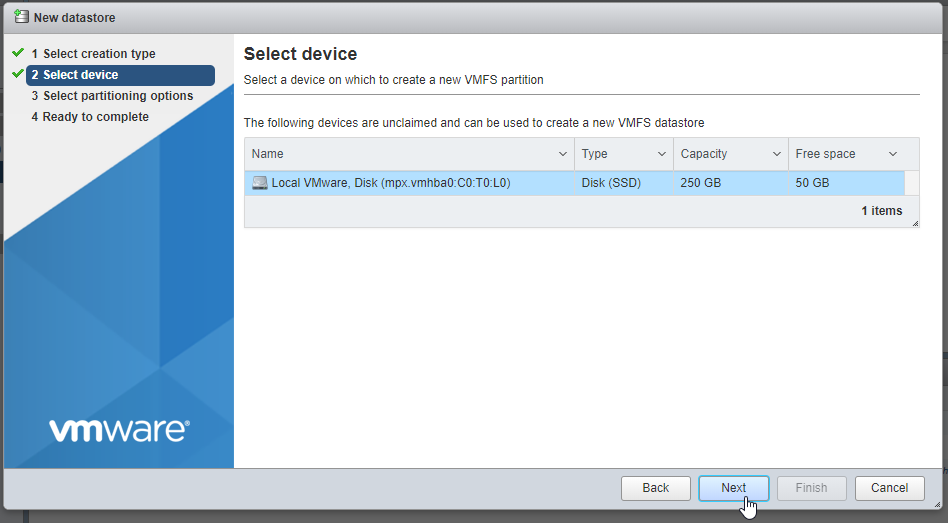 New datastore
1 Select creation type
2 Select device
3 Select partitioning options
4 Ready to complete
vmware®
Select device
Select a device on which to create a new VMFS partition
The following devices are unclaimed and can be used to create a new VMFS datastore
Name Type Capacity Free space
Local VMware, Disk (mpx.vmhba0:C0:T0:L0) Disk (SSD) 250 GB 50 GB
1 items
Back Next Finish Cancel